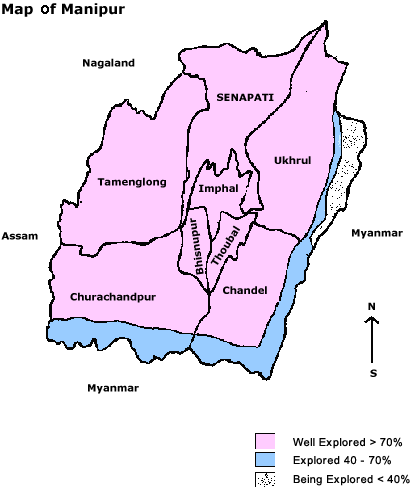 Map of Manipur
Nagaland
SENAPATI
Ukhrul
Tamenglong
Imphal
Assam
Myanmar
Bhisnupur
Thoubal
Churachandpur
Chandel
N
S
Myanmar
Well Explored > 70%
Explored 40 - 70%
Being Explored < 40%